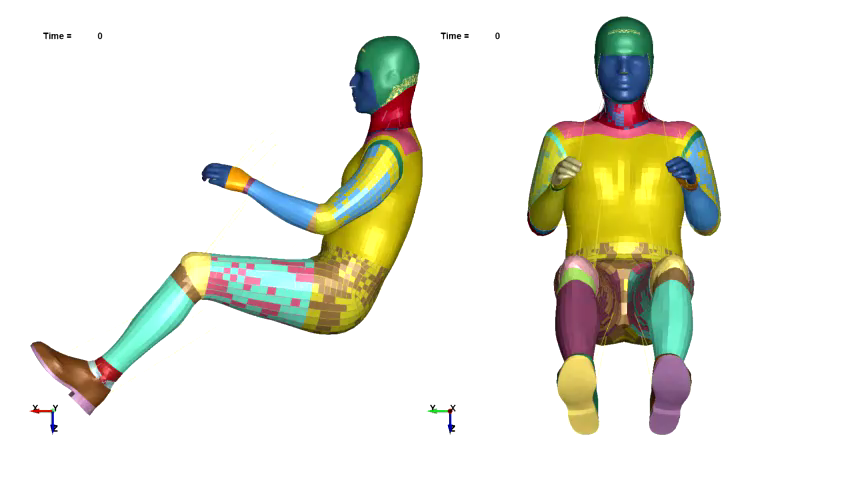 Time =    0
Time =    0
X Y
Z
Y X
Z